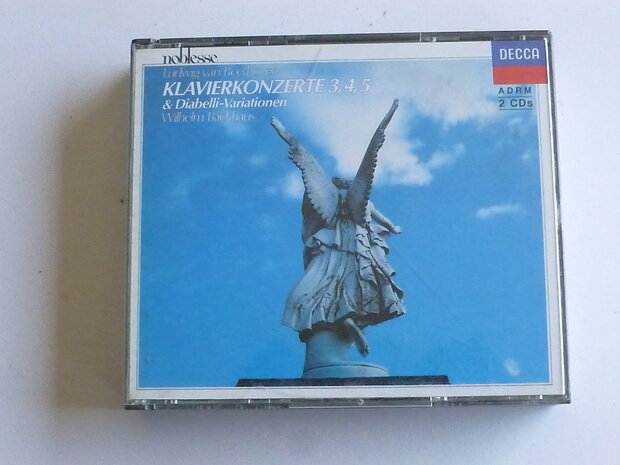 noblesse
Ludwig van Beethoven
KLAVIERKONZERTE 3, 4, 5
& Diabelli-Variationen
Wilhelm Backhaus
DECCA
ADRM
2 CDs